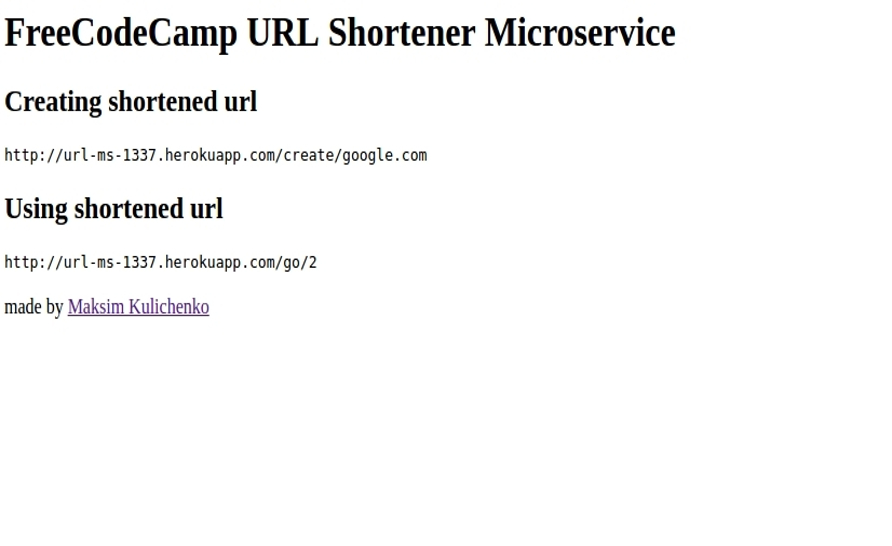 FreeCodeCamp URL Shortener Microservice
Creating shortened url
http://url-ms-1337.herokuapp.com/create/google.com
Using shortened url
http://url-ms-1337.herokuapp.com/go/2
made by Maksim Kulichenko